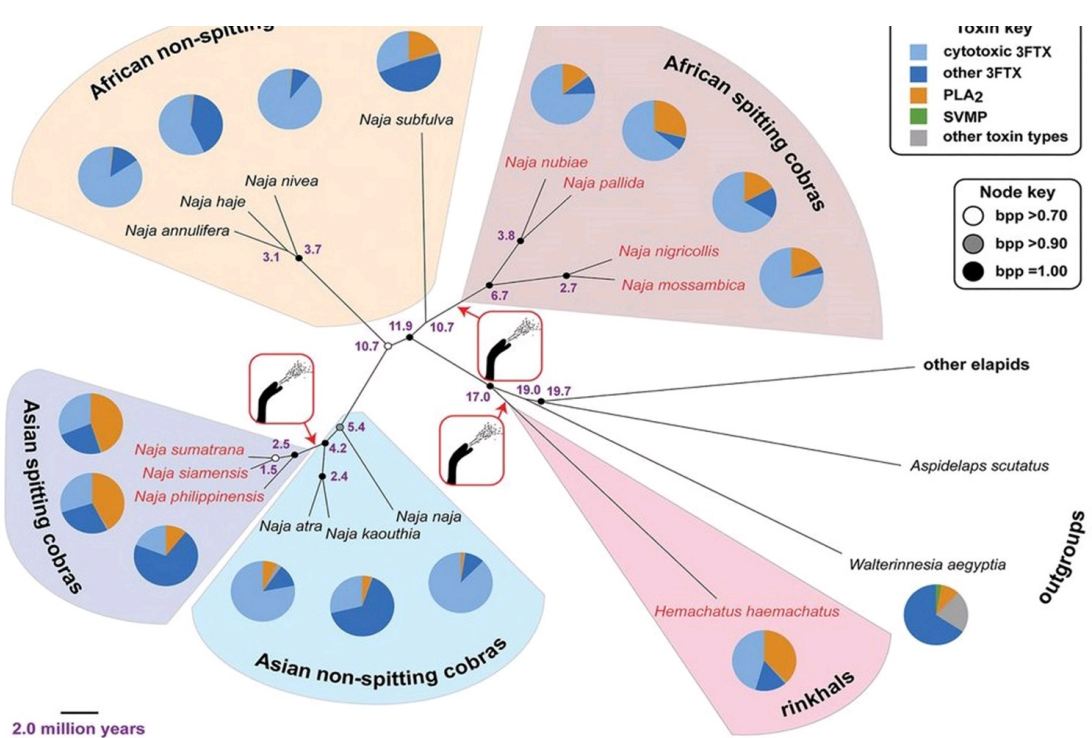 African non-spitting
Naja subfulva
Naja nivea
Naja haje
Naja annulifera
3.1
3.7
African spitting cobras
Naja nubiae
Naja pallida
3.8
Naja nigricollis
Naja mossambica
6.7
2.7
Toxin key
cytotoxic 3FTX
other 3FTX
PLA2
SVMP
other toxin types
Node key
bpp >0.70
bpp >0.90
bpp =1.00
11.9
10.7
10.7
17.0
19.0
19.7
other elapids
Aspidelaps scutatus
Walterinnesia aegyptia
outgroups
Asian spitting cobras
Naja sumatrana
Naja siamensis
Naja philippinensis
2.5
1.5
5.4
4.2
2.4
Naja atra
Naja kaouthia
Naja naja
Asian non-spitting cobras
Hemachatus haemachatus
rinkhals
2.0 million years